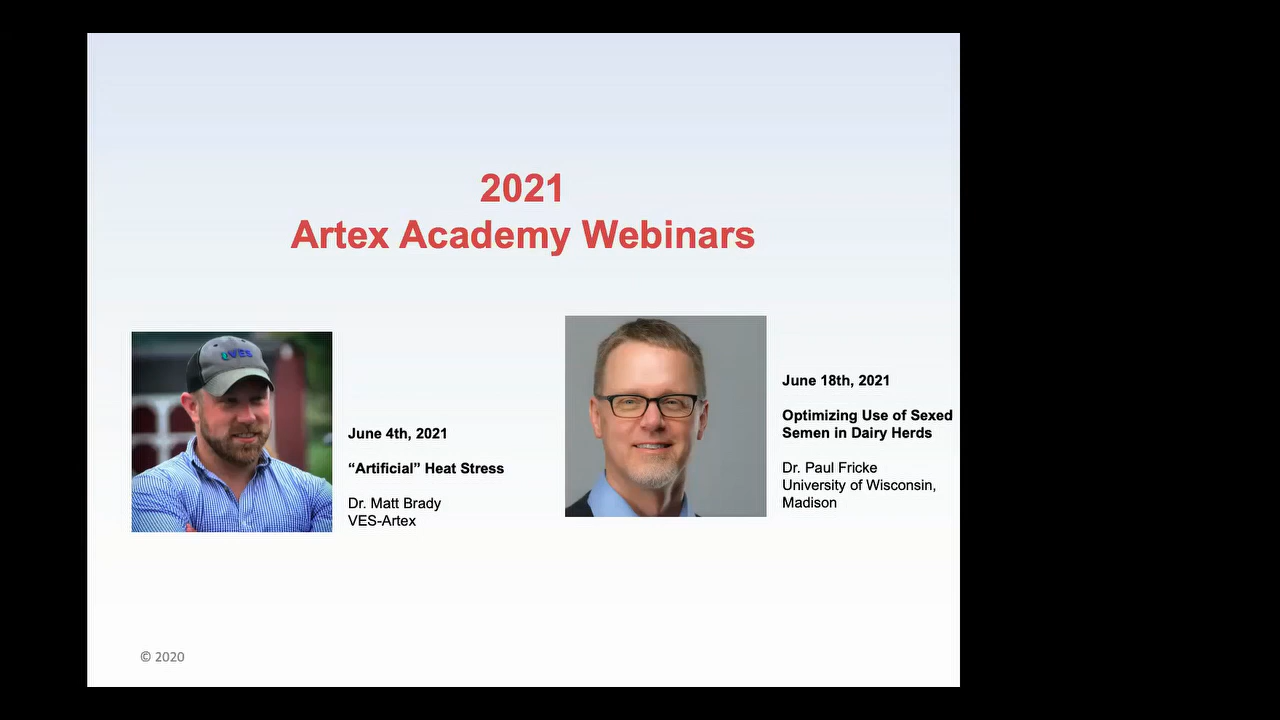 2021
Artex Academy Webinars
VES
June 4th, 2021
“Artificial” Heat Stress
Dr. Matt Brady
VES-Artex
June 18th, 2021
Optimizing Use of Sexed
Semen in Dairy Herds
Dr. Paul Fricke
University of Wisconsin,
Madison
© 2020